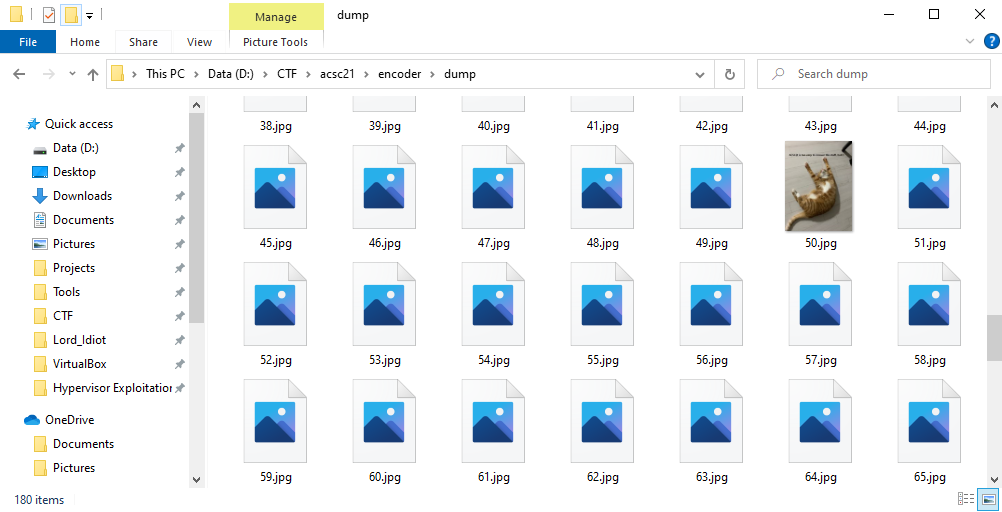 Manage
dump
File
Home
Share
View
Picture Tools
This PC
Data (D:)
CTF
acsc21
encoder
dump
Search dump
Quick access
Data (D:)
Desktop
Downloads
Documents
Pictures
Projects
Tools
CTF
Lord_Idiot
VirtualBox
Hypervisor Exploitation
OneDrive
Documents
Pictures
38.jpg
39.jpg
40.jpg
41.jpg
42.jpg
43.jpg
44.jpg
45.jpg
46.jpg
47.jpg
48.jpg
49.jpg
50.jpg
51.jpg
52.jpg
53.jpg
54.jpg
55.jpg
56.jpg
57.jpg
58.jpg
59.jpg
60.jpg
61.jpg
62.jpg
63.jpg
64.jpg
65.jpg
180 items